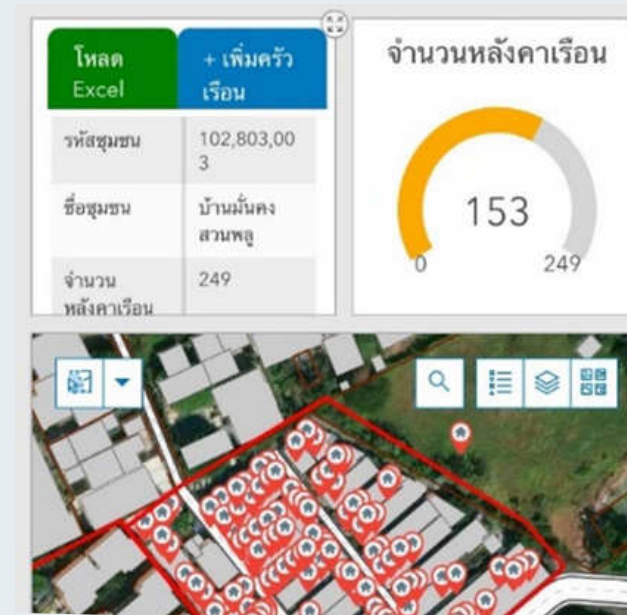 โหลด
Excel
+ เพิ่มครัว
เรือน
รหัสชุมชน
102,803,00
3
ชื่อชุมชน
บ้านมั่นคง
สวนพลู
จำนวน
หลังคาเรือน
249
จำนวนหลังคาเรือน
153
0
249